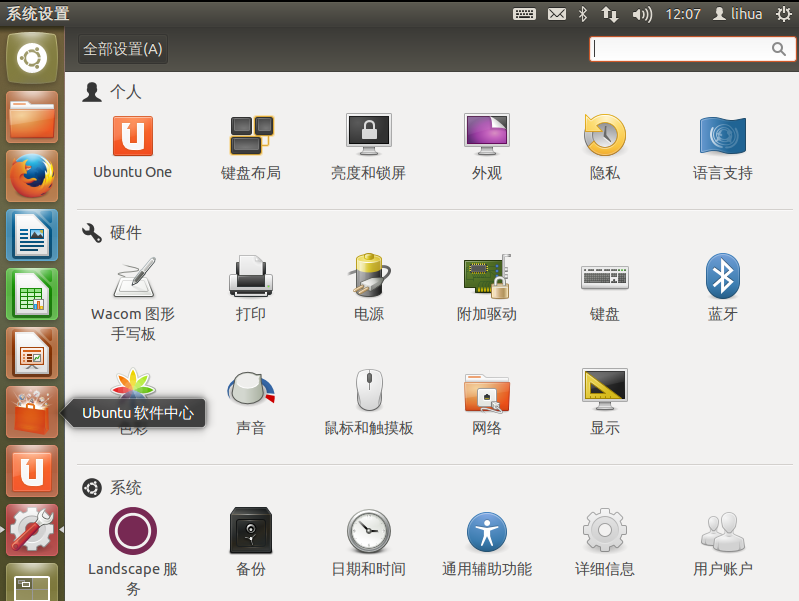 系统设置
12:07
lihua
全部设置(A)
个人
Ubuntu One
键盘布局
亮度和锁屏
外观
隐私
语言支持
硬件
Wacom 图形
手写板
打印
电源
附加驱动
键盘
蓝牙
Ubuntu 软件中心
色彩
声音
鼠标和触摸板
网络
显示
系统
Landscape 服
务
备份
日期和时间
通用辅助功能
详细信息
用户账户